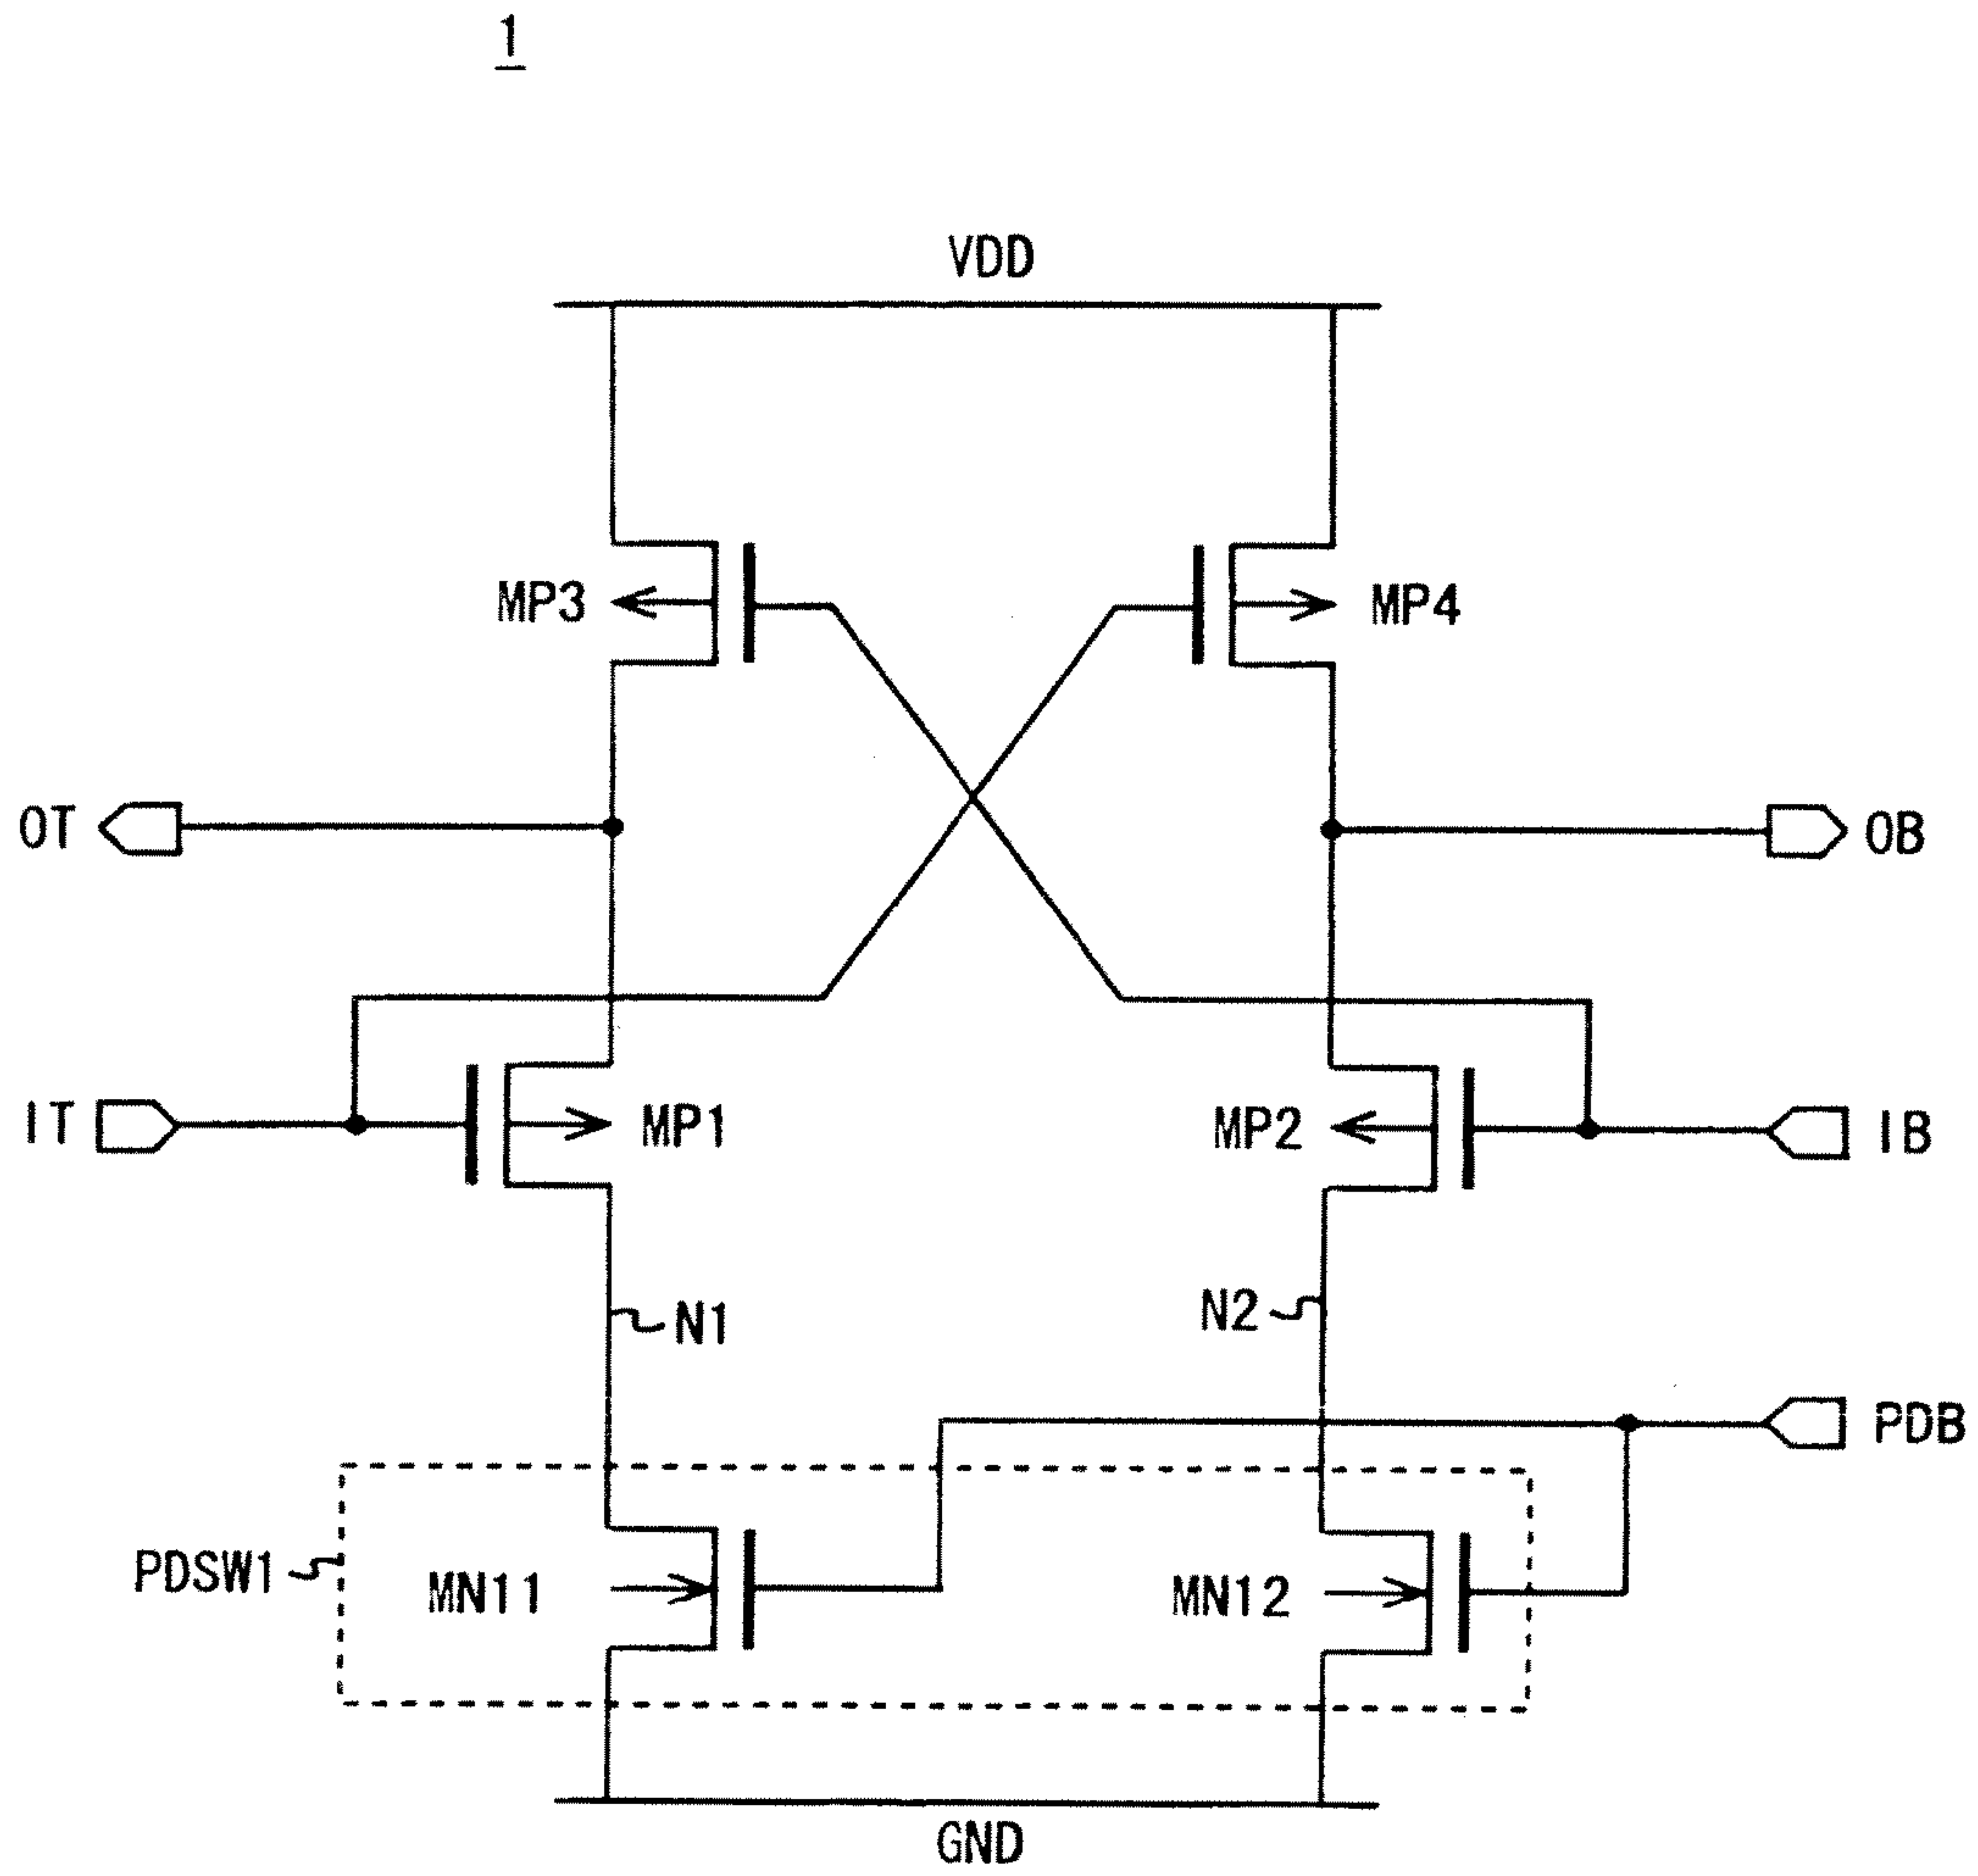 1
VDD
MP3
MP4
OT
OB
IT
MP1
MP2
IB
N1
N2
PDB
PDSW1
MN11
MN12
GND